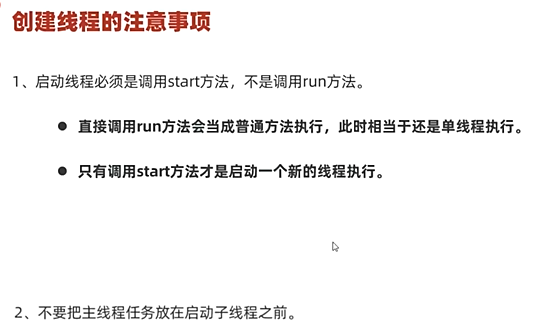 创建线程的注意事项
1、启动线程必须是调用start方法，不是调用run方法。
● 直接调用run方法会当成普通方法执行，此时相当于还是单线程执行。
● 只有调用start方法才是启动一个新的线程执行。
2、不要把主线程任务放在启动子线程之前。